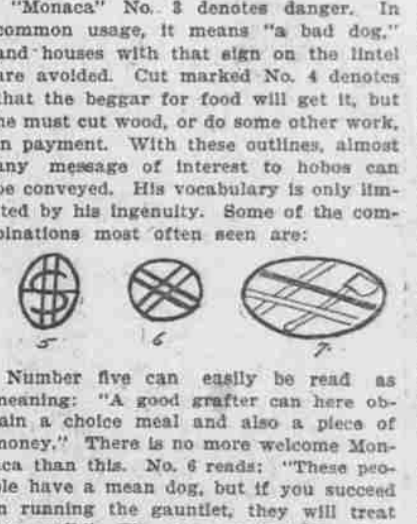 "Monaca" No. 3 denotes danger. In
common usage, it means "a bad dog,"
and houses with that sign on the lintel
are avoided. Cut marked No. 4 denotes
that the beggar for food will get it, but
he must cut wood, or do some other work,
in payment. With these outlines, almost
any message of interest to hobos can
be conveyed. His vocabulary is only lim-
ited by his ingenuity. Some of the com-
binations most often seen are:
5 6 7
Number five can easily be read as
meaning: "A good grafter can here ob-
tain a choice meal and also a piece of
money." There is no more welcome Mon-
aca than this. No. 6 reads: "These peo-
ple have a mean dog, but if you succeed
in running the gauntlet, they will treat